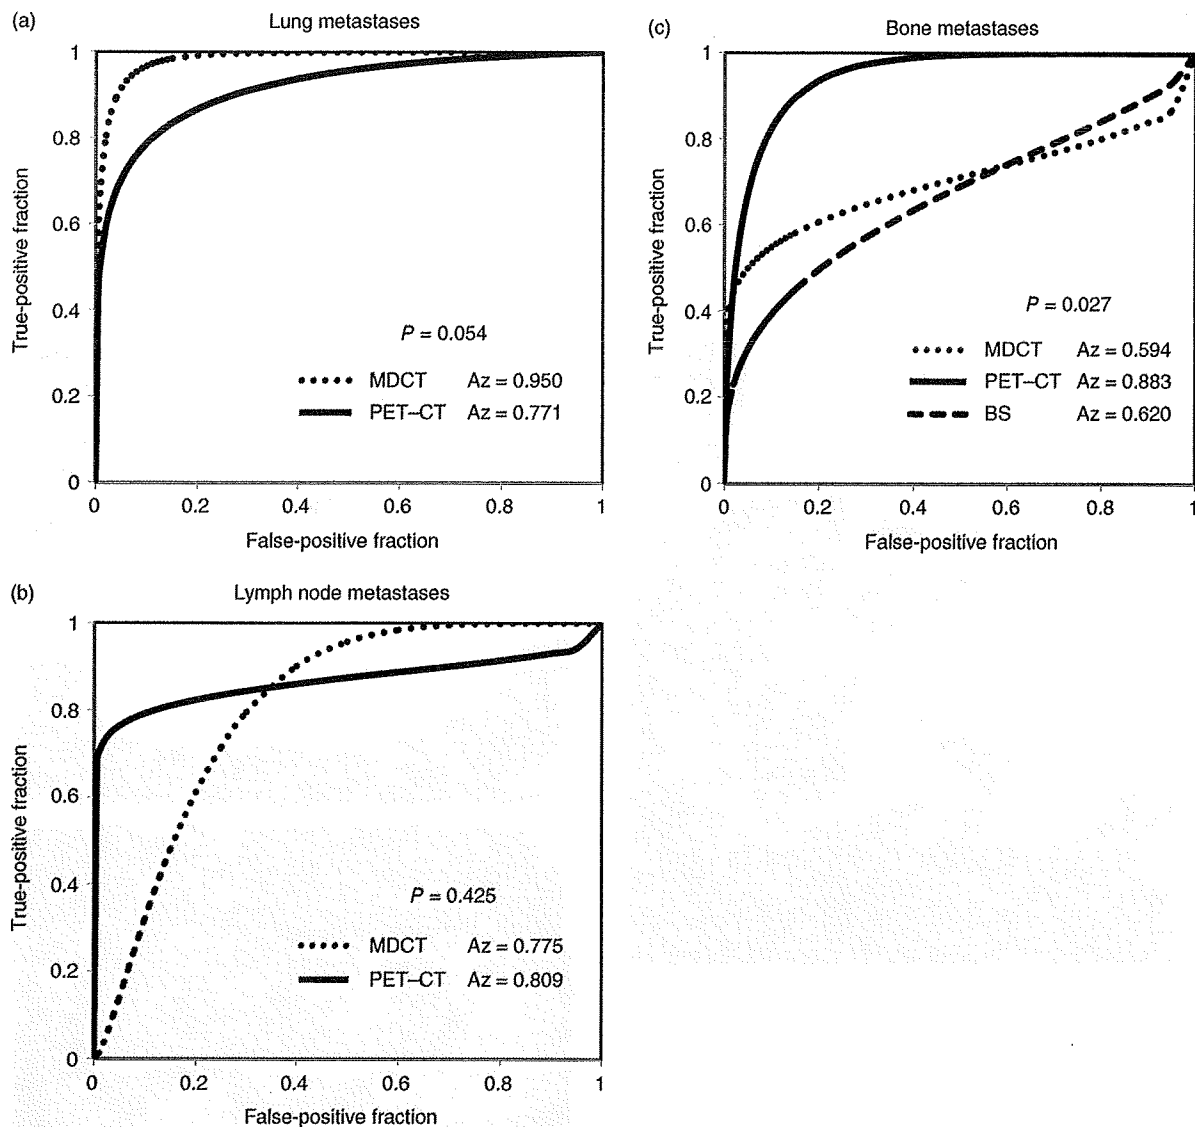 (a)
Lung metastases
1
0.8
0.6
0.4
0.2
0
True-positive fraction
P = 0.054
MDCT Az = 0.950
PET–CT Az = 0.771
0 0.2 0.4 0.6 0.8 1
False-positive fraction
(c)
Bone metastases
1
0.8
0.6
0.4
0.2
0
True-positive fraction
P = 0.027
MDCT Az = 0.594
PET–CT Az = 0.883
BS Az = 0.620
0 0.2 0.4 0.6 0.8 1
False-positive fraction
(b)
Lymph node metastases
1
0.8
0.6
0.4
0.2
0
True-positive fraction
P = 0.425
MDCT Az = 0.775
PET–CT Az = 0.809
0 0.2 0.4 0.6 0.8 1
False-positive fraction